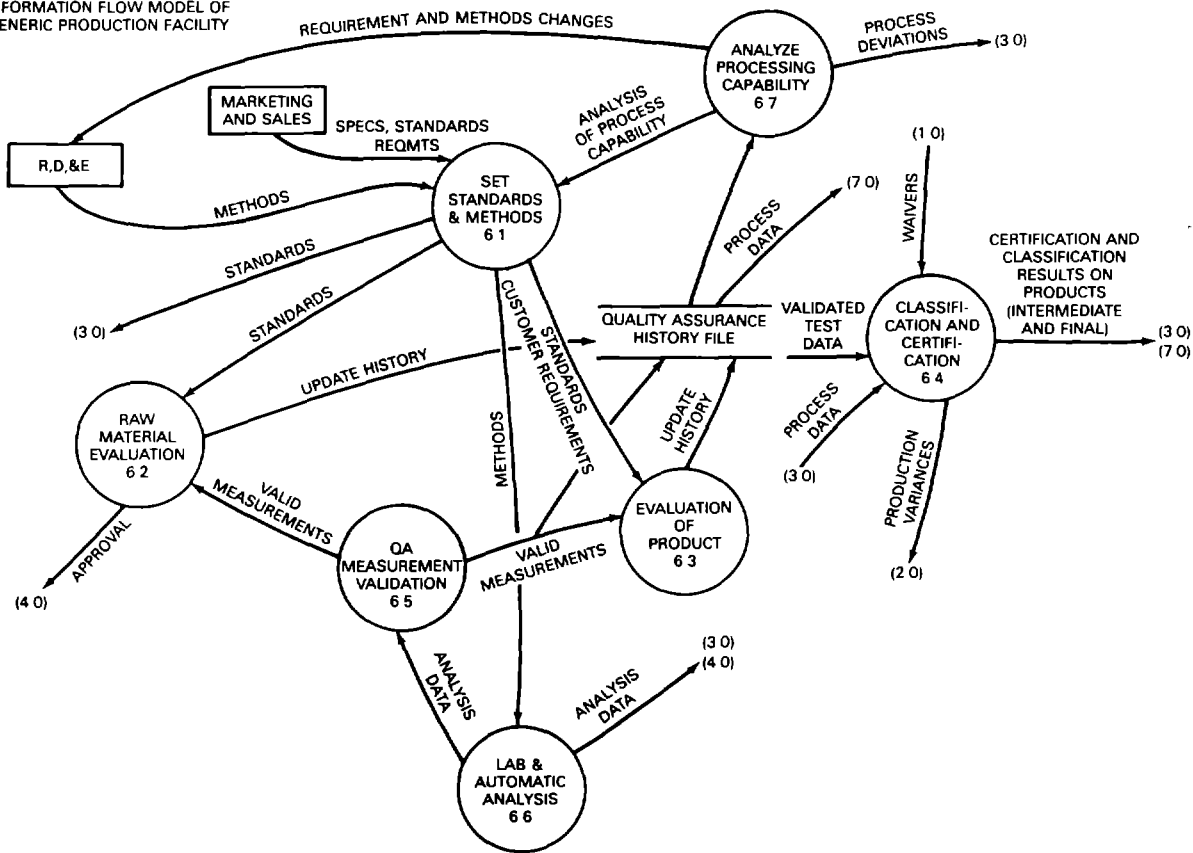 FORMATION FLOW MODEL OF
ENERIC PRODUCTION FACILITY
REQUIREMENT AND METHODS CHANGES
ANALYZE
PROCESSING
CAPABILITY
6 7
PROCESS
DEVIATIONS
(3 0)
MARKETING
AND SALES
SPECS, STANDARDS
REQMTS
ANALYSIS
OF PROCESS
CAPABILITY
R,D,&E
METHODS
SET
STANDARDS
& METHODS
6 1
(1 0)
WAIVERS
(7 0)
PROCESS
DATA
STANDARDS
(3 0)
STANDARDS
CERTIFICATION AND
CLASSIFICATION
RESULTS ON
PRODUCTS
(INTERMEDIATE
AND FINAL)
(3 0)
(7 0)
QUALITY ASSURANCE
HISTORY FILE
VALIDATED
TEST
DATA
CLASSIFI-
CATION AND
CERTIFI-
CATION
6 4
UPDATE HISTORY
STANDARDS
CUSTOMER REQUIREMENTS
METHODS
UPDATE
HISTORY
PROCESS
DATA
(3 0)
PRODUCTION
VARIANCES
(2 0)
RAW
MATERIAL
EVALUATION
6 2
APPROVAL
(4 0)
VALID
MEASUREMENTS
QA
MEASUREMENT
VALIDATION
6 5
VALID
MEASUREMENTS
EVALUATION
OF
PRODUCT
6 3
ANALYSIS
DATA
LAB &
AUTOMATIC
ANALYSIS
6 6
ANALYSIS
DATA
(3 0)
(4 0)